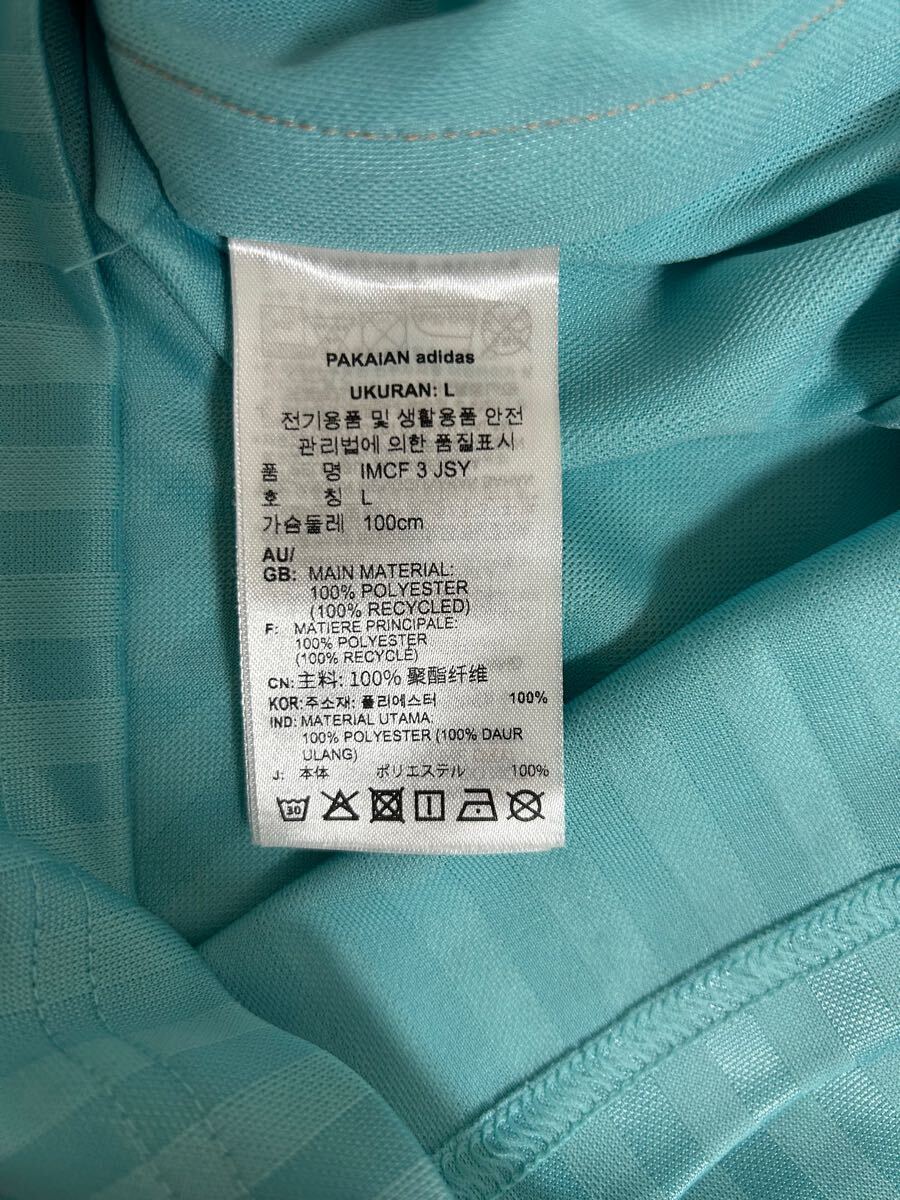 PAKAIAN adidas
UKURAN: L
전기용품 및 생활용품 안전
관리법에 의한 품질표시
품 명 IMCF 3 JSY
호 칭 L
가슴둘레 100cm
AU/
GB: MAIN MATERIAL:
100% POLYESTER
(100% RECYCLED)
F: MATIERE PRINCIPALE:
100% POLYESTER
(100% RECYCLÉ)
CN: 主料: 100% 聚酯纤维
KOR: 주소재: 폴리에스터 100%
IND: MATERIAL UTAMA:
100% POLYESTER (100% DAUR
ULANG)
J: 本体 ポリエステル 100%
30